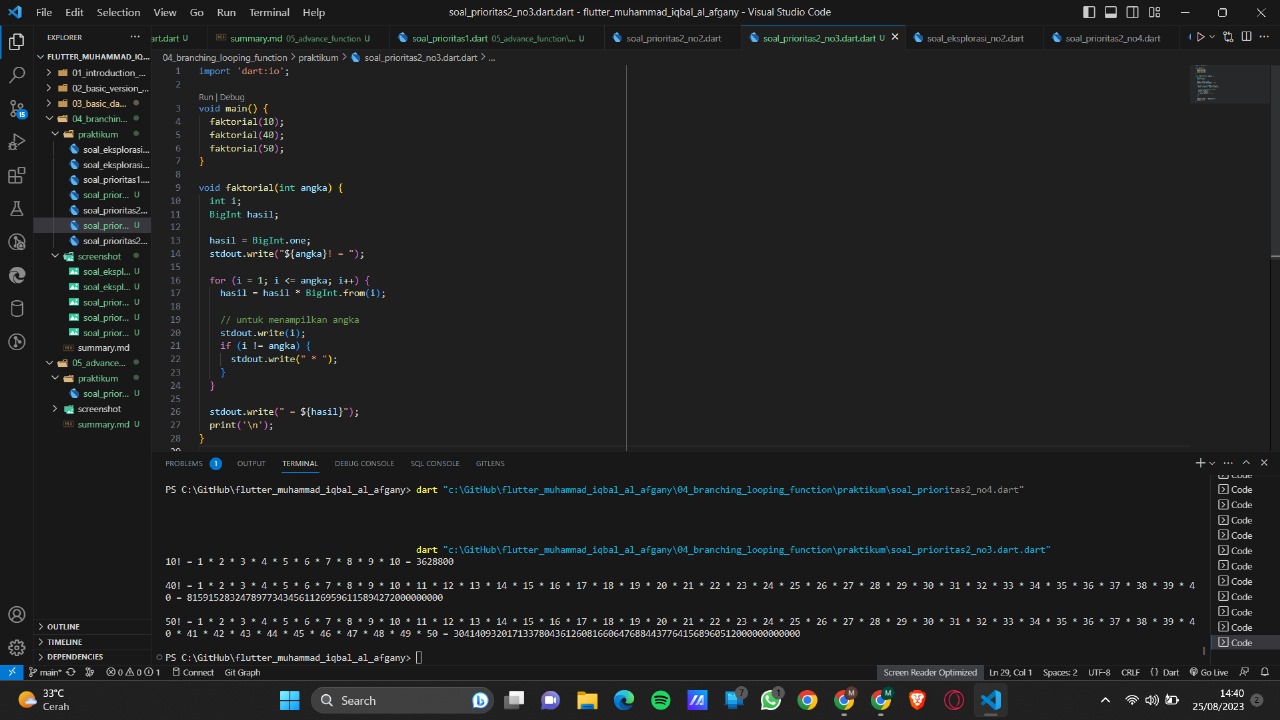 File Edit Selection View Go Run Terminal Help
soal_prioritas2_no3.dart.dart - flutter_muhammad_iqbal_al_afgany - Visual Studio Code
EXPLORER
FLUTTER_MUHAMMAD_IQ...
01_introduction_...
02_basic_version_...
03_basic_da...
04_branchin...
praktikum
soal_eksplorasi...
soal_eksplorasi...
soal_prioritas1....
soal_prior... U
soal_prioritas2...
soal_prior... U
soal_prioritas2...
screenshot
soal_ekspl... U
soal_ekspl... U
soal_prior... U
soal_prior... U
soal_prior... U
summary.md
05_advance...
praktikum
soal_prior... U
screenshot
summary.md U
OUTLINE
TIMELINE
DEPENDENCIES
15
art.dart U
summary.md 05_advance_function U
soal_prioritas1.dart 05_advance_function\... U
soal_prioritas2_no2.dart
soal_prioritas2_no3.dart.dart U
soal_eksplorasi_no2.dart
soal_prioritas2_no4.dart
04_branching_looping_function > praktikum > soal_prioritas2_no3.dart.dart > ...
1 import 'dart:io';
2
Run | Debug
3 void main() {
4 faktorial(10);
5 faktorial(40);
6 faktorial(50);
7 }
8
9 void faktorial(int angka) {
10 int i;
11 BigInt hasil;
12
13 hasil = BigInt.one;
14 stdout.write("${angka}! = ");
15
16 for (i = 1; i <= angka; i++) {
17 hasil = hasil * BigInt.from(i);
18
19 // untuk menampilkan angka
20 stdout.write(i);
21 if (i != angka) {
22 stdout.write(" * ");
23 }
24 }
25
26 stdout.write(" = ${hasil}");
27 print('\n');
28 }
29
PROBLEMS 1 OUTPUT TERMINAL DEBUG CONSOLE SQL CONSOLE GITLENS
PS C:\GitHub\flutter_muhammad_iqbal_al_afgany> dart "c:\GitHub\flutter_muhammad_iqbal_al_afgany\04_branching_looping_function\praktikum\soal_prioritas2_no4.dart"
dart "c:\GitHub\flutter_muhammad_iqbal_al_afgany\04_branching_looping_function\praktikum\soal_prioritas2_no3.dart.dart"
10! = 1 * 2 * 3 * 4 * 5 * 6 * 7 * 8 * 9 * 10 = 3628800
40! = 1 * 2 * 3 * 4 * 5 * 6 * 7 * 8 * 9 * 10 * 11 * 12 * 13 * 14 * 15 * 16 * 17 * 18 * 19 * 20 * 21 * 22 * 23 * 24 * 25 * 26 * 27 * 28 * 29 * 30 * 31 * 32 * 33 * 34 * 35 * 36 * 37 * 38 * 39 * 4
0 = 815915283247897734345611269596115894272000000000
50! = 1 * 2 * 3 * 4 * 5 * 6 * 7 * 8 * 9 * 10 * 11 * 12 * 13 * 14 * 15 * 16 * 17 * 18 * 19 * 20 * 21 * 22 * 23 * 24 * 25 * 26 * 27 * 28 * 29 * 30 * 31 * 32 * 33 * 34 * 35 * 36 * 37 * 38 * 39 * 4
0 * 41 * 42 * 43 * 44 * 45 * 46 * 47 * 48 * 49 * 50 = 30414093201713378043612608166064768844377641568960512000000000000
PS C:\GitHub\flutter_muhammad_iqbal_al_afgany>
Code
Code
Code
Code
Code
Code
Code
Code
Code
Code
Code
main* 0 0 1 Connect Git Graph
Screen Reader Optimized Ln 29, Col 1 Spaces: 2 UTF-8 CRLF { } Dart Go Live
33°C
Cerah
Search
7
1
M
M
14:40
25/08/2023
2